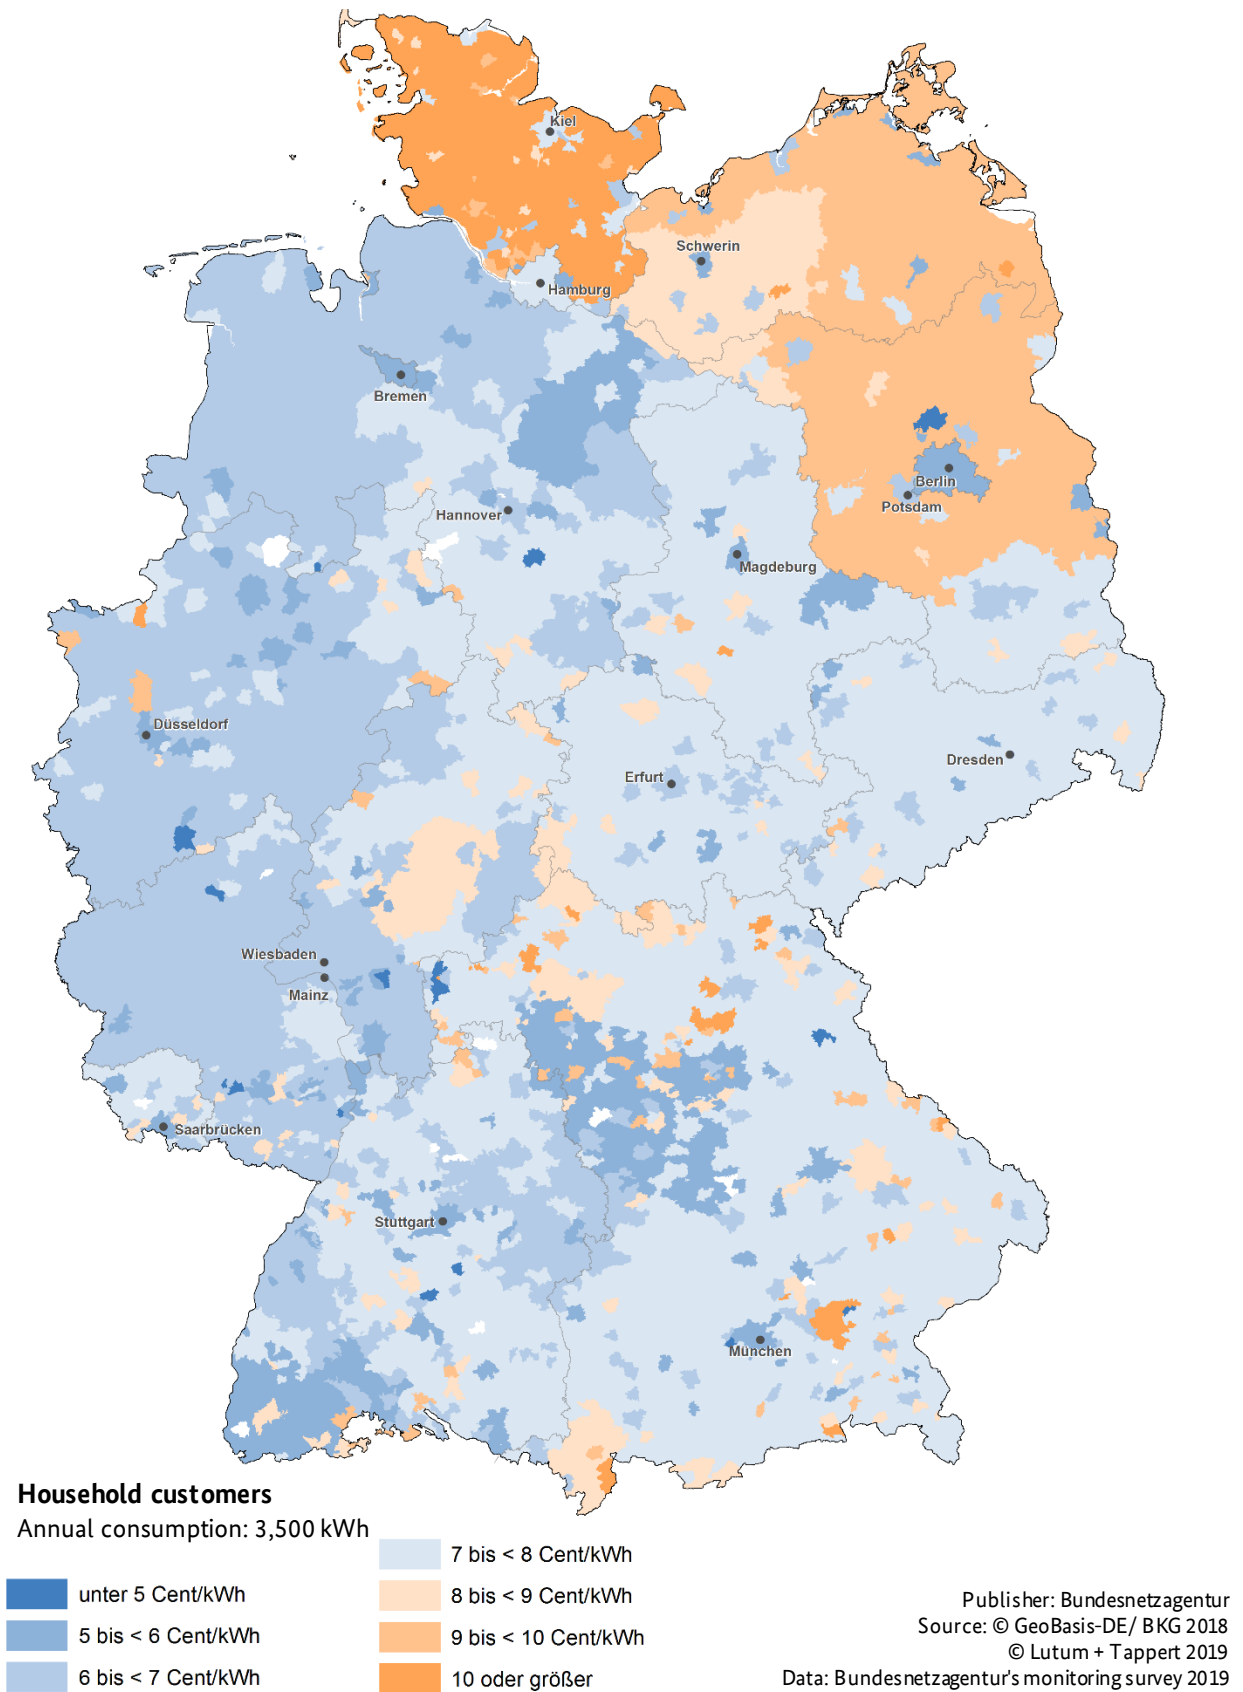 Kiel
Schwerin
Hamburg
Bremen
Berlin
Potsdam
Hannover
Magdeburg
Düsseldorf
Dresden
Erfurt
Wiesbaden
Mainz
Saarbrücken
Stuttgart
München
Household customers
Annual consumption: 3,500 kWh
unter 5 Cent/kWh
5 bis < 6 Cent/kWh
6 bis < 7 Cent/kWh
7 bis < 8 Cent/kWh
8 bis < 9 Cent/kWh
9 bis < 10 Cent/kWh
10 oder größer
Publisher: Bundesnetzagentur
Source: © GeoBasis-DE/ BKG 2018
© Lutum + Tappert 2019
Data: Bundesnetzagentur's monitoring survey 2019